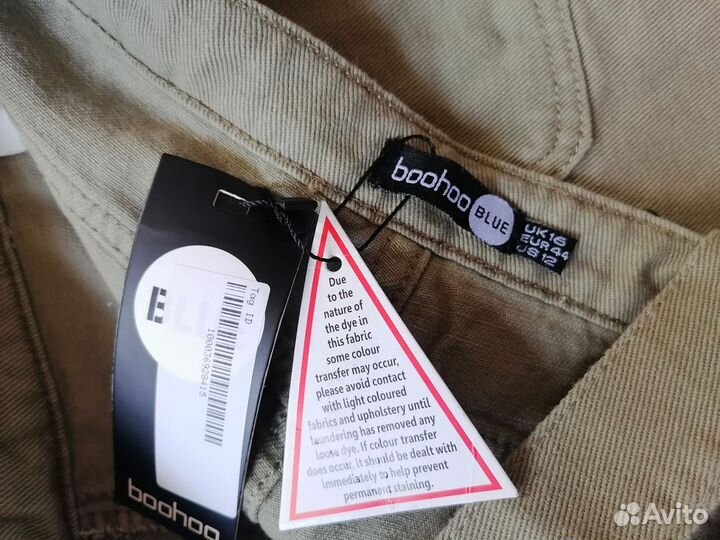 boohoo BLUE
UK16
EUR44
US12
Due
to the
nature of
the dye in
this fabric
some colour
transfer may occur,
please avoid contact
with light coloured
fabrics and upholstery until
laundering has removed any
loose dye. If colour transfer
does occur, it should be dealt with
immediately to help prevent
permanent staining.
BLUE
Tag ID
1000036928415
boohoo
Avito